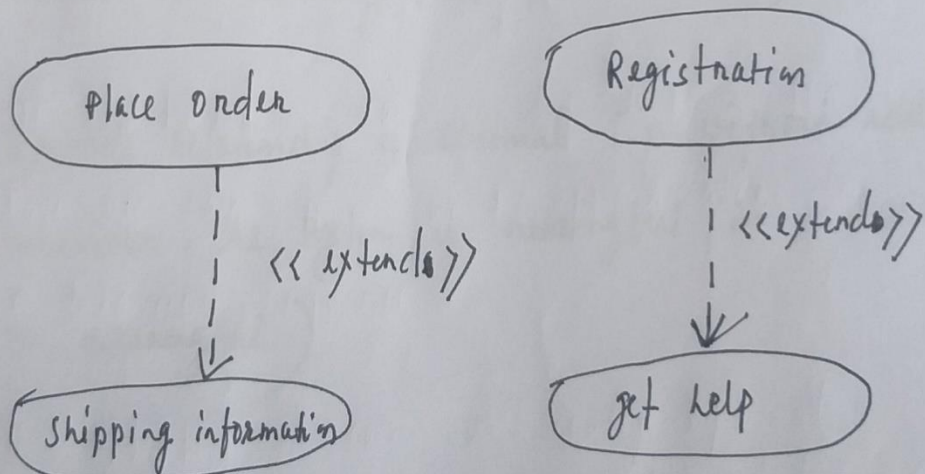 Place order
Registration
<< extends >>
<<extends>>
Shipping information
get help